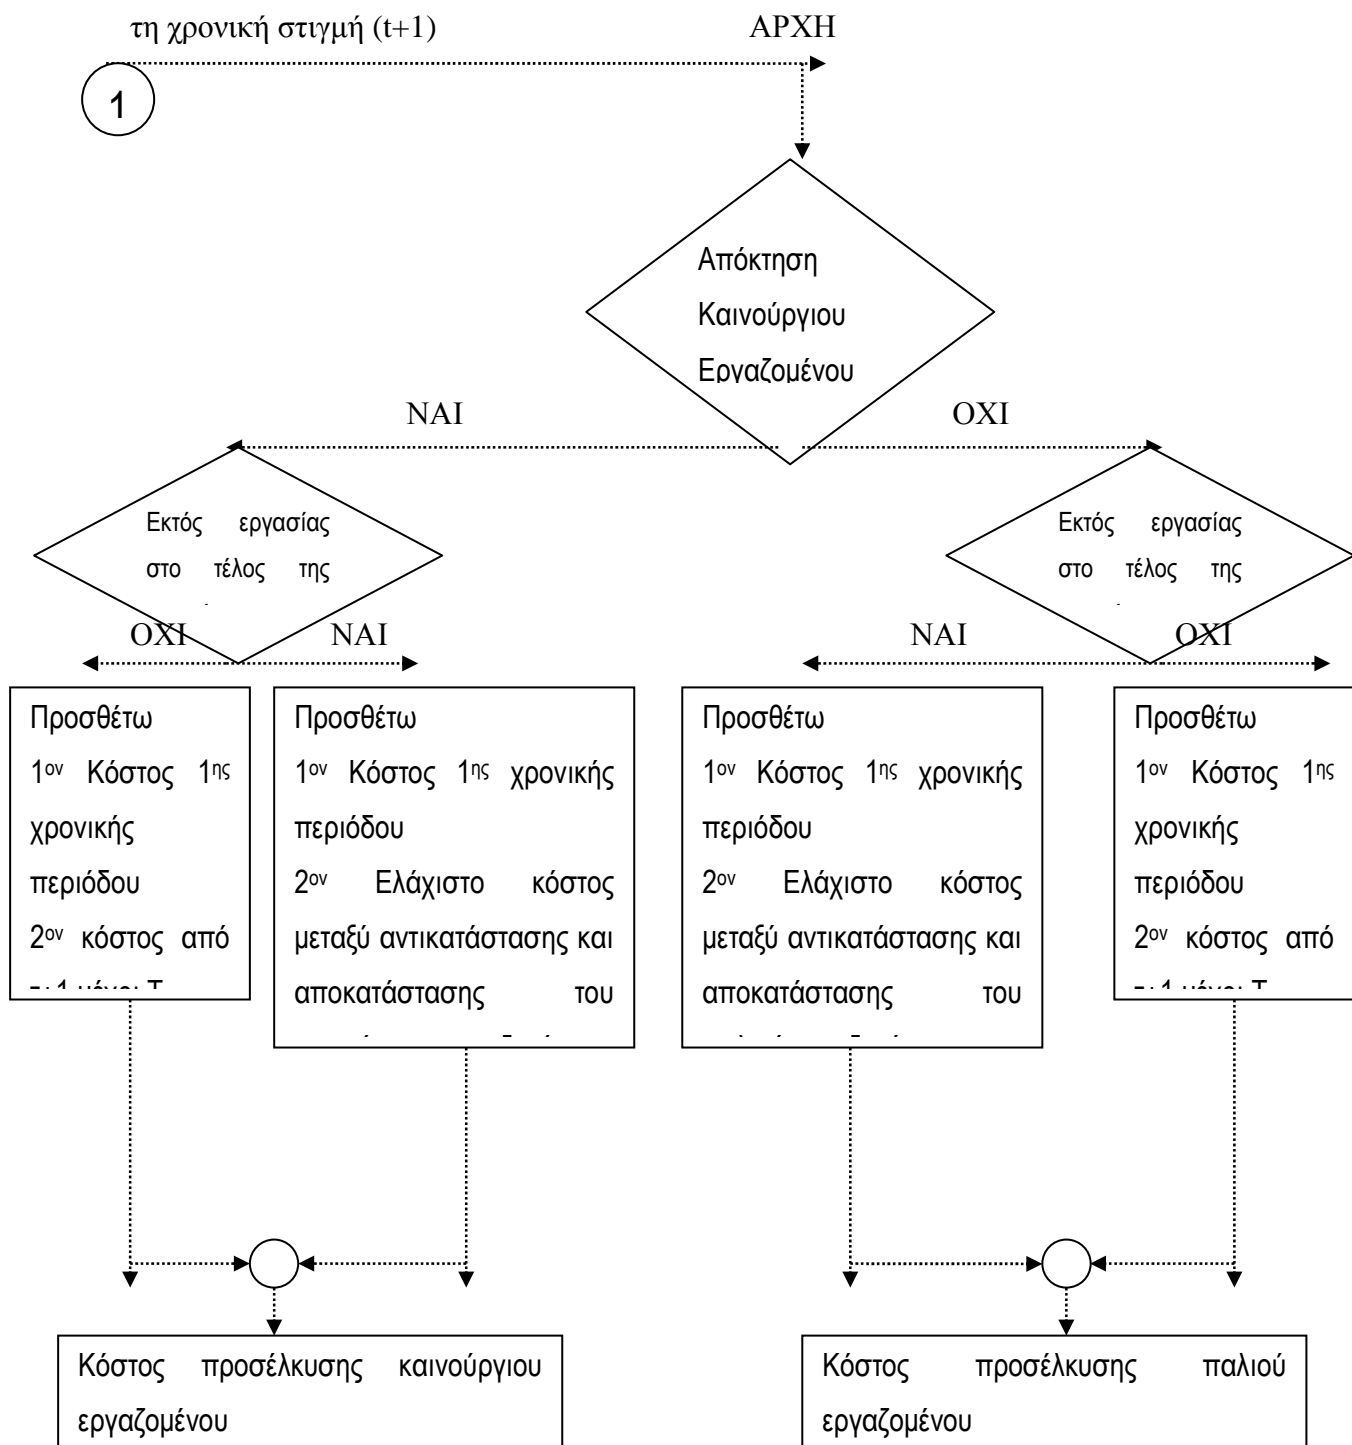 τη χρονική στιγμή (t+1)
ΑΡΧΗ
1
Απόκτηση
Καινούργιου
Εργαζομένου
ΝΑΙ
ΟΧΙ
Εκτός εργασίας
στο τέλος της
Εκτός εργασίας
στο τέλος της
ΟΧΙ
ΝΑΙ
ΝΑΙ
ΟΧΙ
Προσθέτω
1ον Κόστος 1ης
χρονικής
περιόδου
2ον κόστος από
Προσθέτω
1ον Κόστος 1ης χρονικής
περιόδου
2ον Ελάχιστο κόστος
μεταξύ αντικατάστασης και
αποκατάστασης του
Προσθέτω
1ον Κόστος 1ης χρονικής
περιόδου
2ον Ελάχιστο κόστος
μεταξύ αντικατάστασης και
αποκατάστασης του
Προσθέτω
1ον Κόστος 1ης
χρονικής
περιόδου
2ον κόστος από
Κόστος προσέλκυσης καινούργιου
εργαζομένου
Κόστος προσέλκυσης παλιού
εργαζομένου